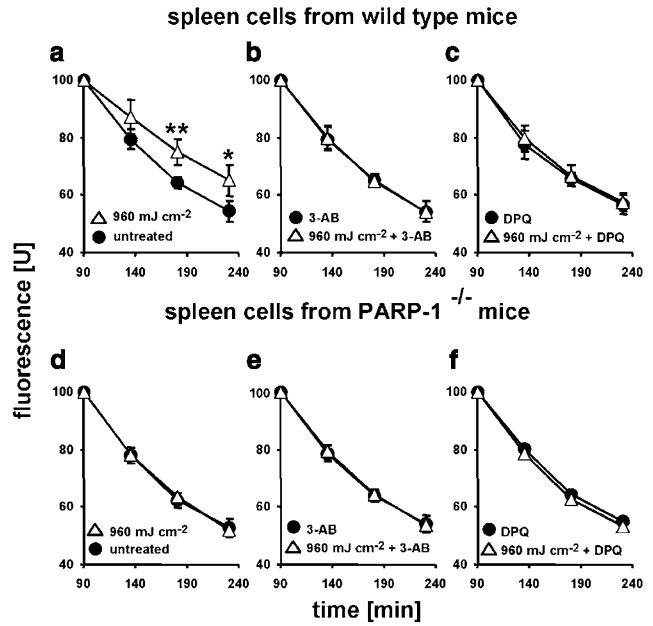 spleen cells from wild type mice
a b c
100 100 100
** *
80 80 80
60 60 60
△ 960 mJ cm⁻² ● 3-AB ● DPQ
● untreated △ 960 mJ cm⁻² + 3-AB △ 960 mJ cm⁻² + DPQ
40 40 40
90 140 190 240 90 140 190 240 90 140 190 240
fluorescence [U]
spleen cells from PARP-1 ⁻/⁻ mice
d e f
100 100 100
80 80 80
60 60 60
△ 960 mJ cm⁻² ● 3-AB ● DPQ
● untreated △ 960 mJ cm⁻² + 3-AB △ 960 mJ cm⁻² + DPQ
40 40 40
90 140 190 240 90 140 190 240 90 140 190 240
time [min]